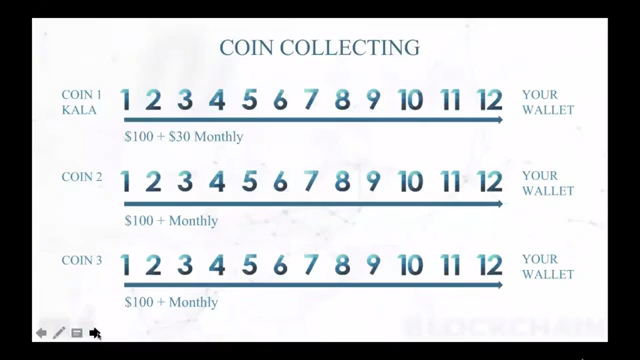 COIN COLLECTING
COIN 1
KALA
1 2 3 4 5 6 7 8 9 10 11 12
YOUR
WALLET
$100 + $30 Monthly
COIN 2
1 2 3 4 5 6 7 8 9 10 11 12
YOUR
WALLET
$100 + Monthly
COIN 3
1 2 3 4 5 6 7 8 9 10 11 12
YOUR
WALLET
$100 + Monthly
BLOCKCHAIN